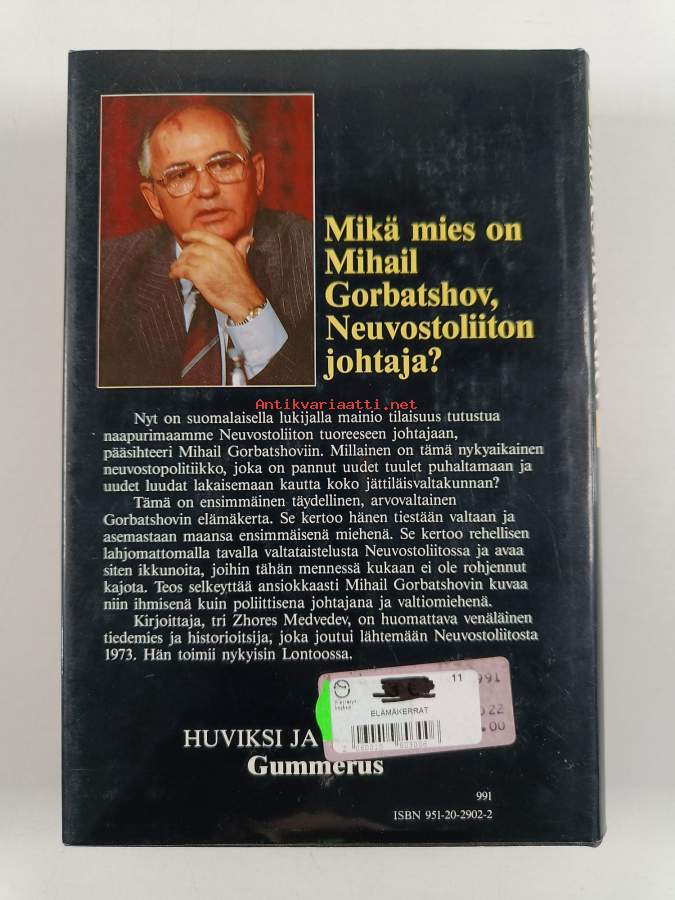 Mikä mies on
Mihail
Gorbatshov,
Neuvostoliiton
johtaja?
Antikvariaatti.net
Nyt on suomalaisella lukijalla mainio tilaisuus tutustua
naapurimaamme Neuvostoliiton tuoreeseen johtajaan,
pääsihteeri Mihail Gorbatshoviin. Millainen on tämä nykyaikainen
neuvostopolitiikko, joka on pannut uudet tuulet puhaltamaan ja
uudet luudat lakaisemaan kautta koko jättiläisvaltakunnan?
Tämä on ensimmäinen täydellinen, arvovaltainen
Gorbatshovin elämäkerta. Se kertoo hänen tiestään valtaan ja
asemastaan maansa ensimmäisenä miehenä. Se kertoo rehellisen
lahjomattomalla tavalla valtataistelusta Neuvostoliitossa ja avaa
siten ikkunoita, joihin tähän mennessä kukaan ei ole rohjennut
kajota. Teos selkeyttää ansiokkaasti Mihail Gorbatshovin kuvaa
niin ihmisenä kuin poliittisena johtajana ja valtiomiehenä.
Kirjoittaja, tri Zhores Medvedev, on huomattava venäläinen
tiedemies ja historioitsija, joka joutui lähtemään Neuvostoliitosta
1973. Hän toimii nykyisin Lontoossa.
11
991
ELÄMÄKERRAT
22
.00
HUVIKSI JA
Gummerus
991
ISBN 951-20-2902-2